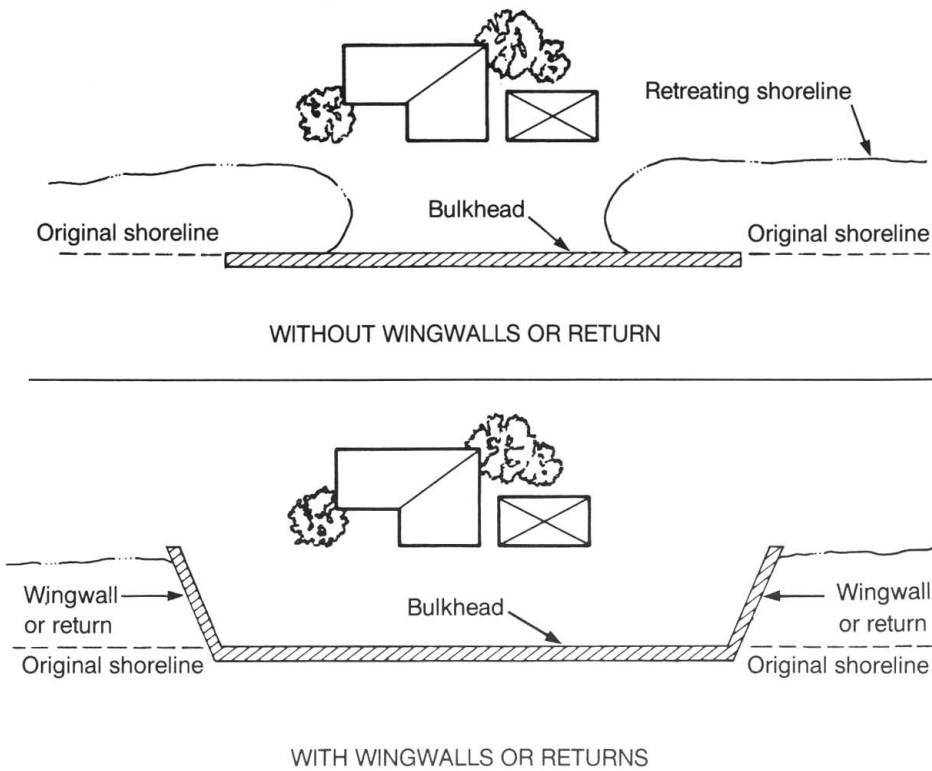 Retreating shoreline
Bulkhead
Original shoreline
Original shoreline
WITHOUT WINGWALLS OR RETURN
Wingwall
or return
Bulkhead
Wingwall
or return
Original shoreline
Original shoreline
WITH WINGWALLS OR RETURNS